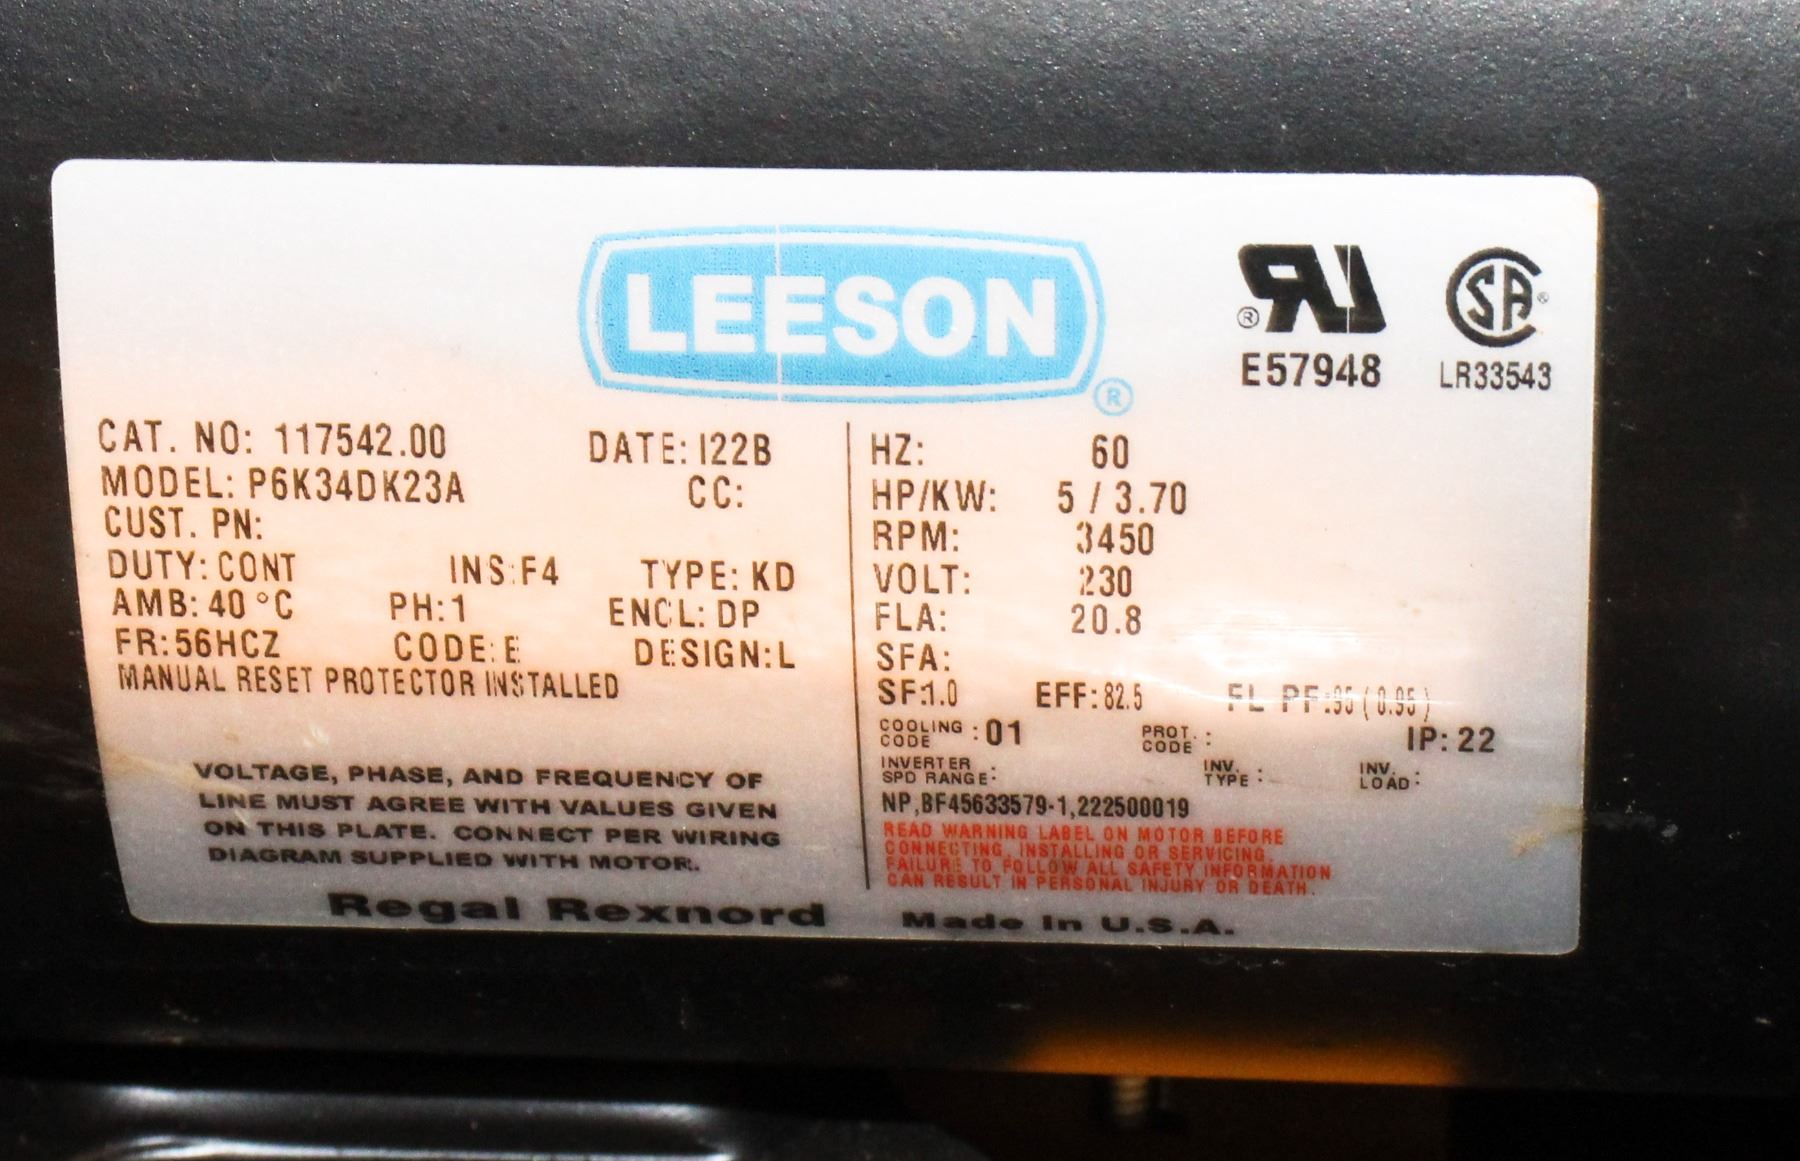 LEESON
®
® E57948
SA ® LR33543
CAT. NO: 117542.00 DATE: I22B
MODEL: P6K34DK23A CC:
CUST. PN:
DUTY: CONT INS:F4 TYPE: KD
AMB: 40 °C PH:1 ENCL: DP
FR:56HCZ CODE: E DESIGN:L
MANUAL RESET PROTECTOR INSTALLED
VOLTAGE, PHASE, AND FREQUENCY OF
LINE MUST AGREE WITH VALUES GIVEN
ON THIS PLATE. CONNECT PER WIRING
DIAGRAM SUPPLIED WITH MOTOR.
Regal Rexnord
HZ: 60
HP/KW: 5 / 3.70
RPM: 3450
VOLT: 230
FLA: 20.8
SFA:
SF:1.0 EFF: 82.5 FL PF:.95 ( 0.95 )
COOLING CODE : 01 PROT. CODE : IP: 22
INVERTER SPD RANGE: INV. TYPE : INV. LOAD :
NP,BF45633579-1,222500019
READ WARNING LABEL ON MOTOR BEFORE
CONNECTING, INSTALLING OR SERVICING.
FAILURE TO FOLLOW ALL SAFETY INFORMATION
CAN RESULT IN PERSONAL INJURY OR DEATH.
Made In U.S.A.